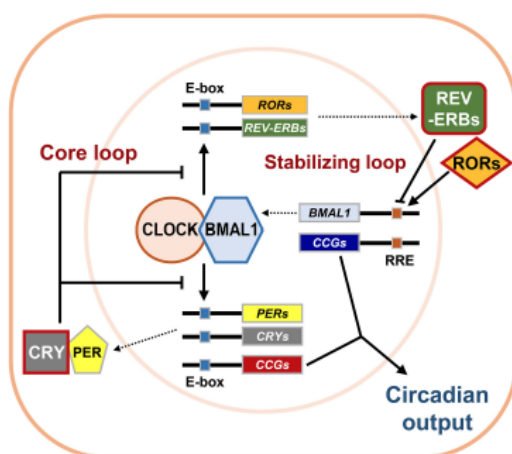 E-box
RORs
REV-ERBs
REV
-ERBs
RORs
Core loop
Stabilizing loop
CLOCK
BMAL1
BMAL1
CCGs
RRE
PERs
CRYs
CCGs
E-box
CRY
PER
Circadian
output